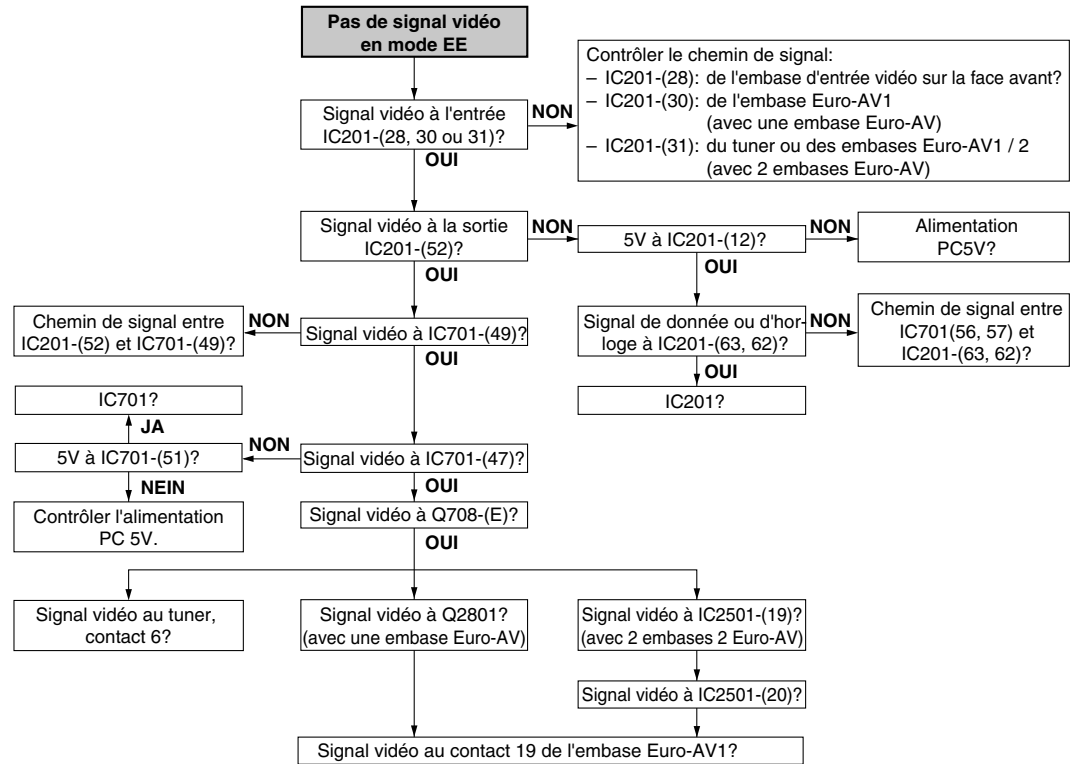 Pas de signal vidéo
en mode EE
Contrôler le chemin de signal:
– IC201-(28): de l'embase d'entrée vidéo sur la face avant?
– IC201-(30): de l'embase Euro-AV1
(avec une embase Euro-AV)
– IC201-(31): du tuner ou des embases Euro-AV1 / 2
(avec 2 embases Euro-AV)
Signal vidéo à l'entrée
IC201-(28, 30 ou 31)?
NON
OUI
Signal vidéo à la sortie
IC201-(52)?
NON
5V à IC201-(12)?
NON
Alimentation
PC5V?
OUI
OUI
Chemin de signal entre
IC201-(52) et IC701-(49)?
NON
Signal vidéo à IC701-(49)?
Signal de donnée ou d'hor-
loge à IC201-(63, 62)?
NON
Chemin de signal entre
IC701(56, 57) et
IC201-(63, 62)?
OUI
OUI
IC701?
IC201?
JA
5V à IC701-(51)?
NON
Signal vidéo à IC701-(47)?
NEIN
OUI
Contrôler l'alimentation
PC 5V.
Signal vidéo à Q708-(E)?
OUI
Signal vidéo au tuner,
contact 6?
Signal vidéo à Q2801?
(avec une embase Euro-AV)
Signal vidéo à IC2501-(19)?
(avec 2 embases 2 Euro-AV)
Signal vidéo à IC2501-(20)?
Signal vidéo au contact 19 de l'embase Euro-AV1?